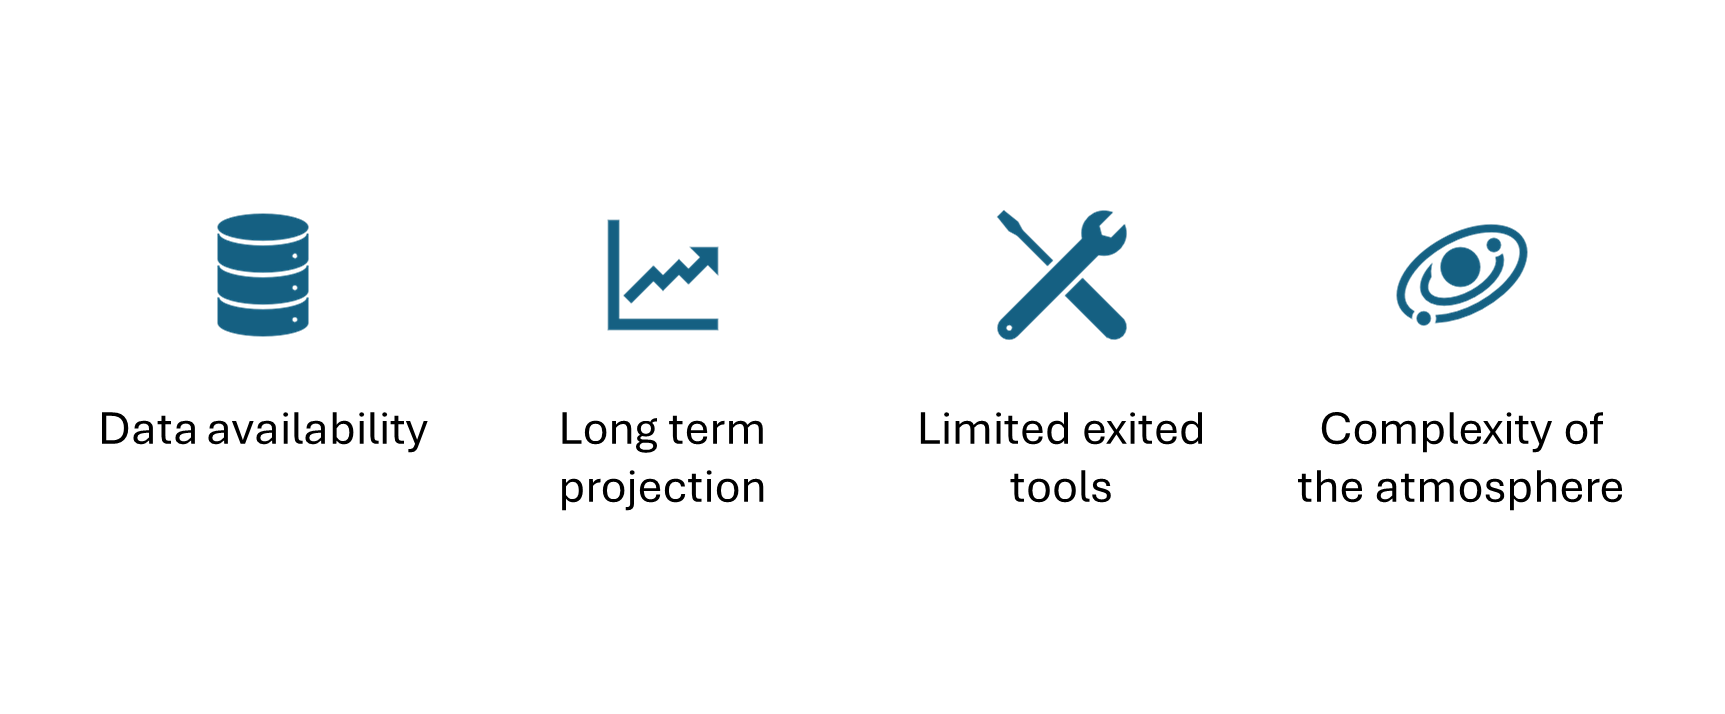 Data availability
Long term
projection
Limited exited
tools
Complexity of
the atmosphere